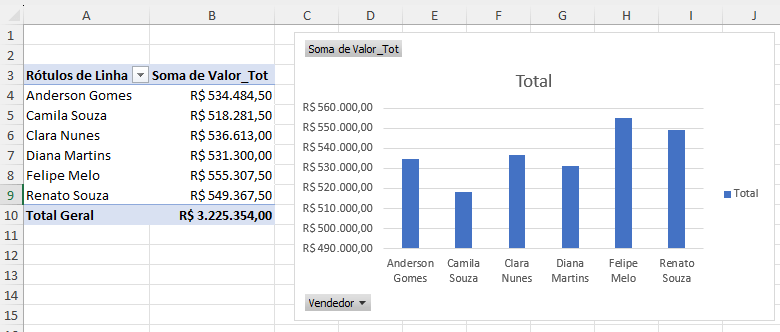 A B C D E F G H I J
1
2
3 Rótulos de Linha Soma de Valor_Tot
4 Anderson Gomes R$ 534.484,50
5 Camila Souza R$ 518.281,50
6 Clara Nunes R$ 536.613,00
7 Diana Martins R$ 531.300,00
8 Felipe Melo R$ 555.307,50
9 Renato Souza R$ 549.367,50
10 Total Geral R$ 3.225.354,00
11
12
13
14
15
Soma de Valor_Tot
Total
R$ 560.000,00
R$ 550.000,00
R$ 540.000,00
R$ 530.000,00
R$ 520.000,00
R$ 510.000,00
R$ 500.000,00
R$ 490.000,00
Anderson Gomes
Camila Souza
Clara Nunes
Diana Martins
Felipe Melo
Renato Souza
Total
Vendedor